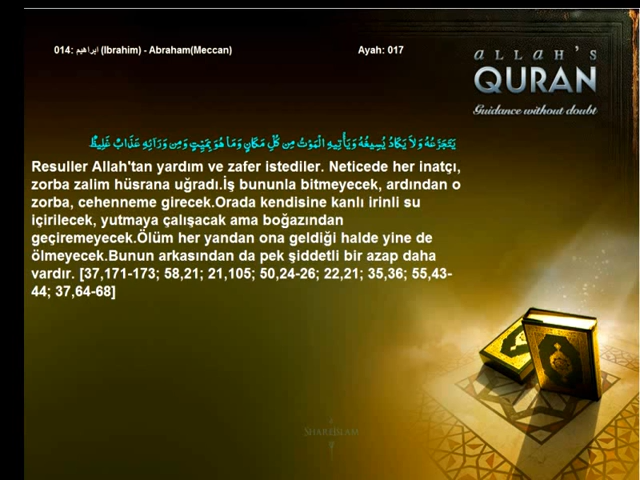 014: ابراهيم (Ibrahim) - Abraham(Meccan) Ayah: 017
ALLAH'S
QURAN
Guidance without doubt
يَتَجَرَّعُهُ وَلاَ يَكَادُ يُسِيغُهُ وَيَأْتِيهِ الْمَوْتُ مِن كُلِّ مَكَانٍ وَمَا هُوَ بِمَيِّتٍ وَمِن وَرَآئِهِ عَذَابٌ غَلِيظٌ
Resuller Allah'tan yardım ve zafer istediler. Neticede her inatçı,
zorba zalim hüsrana uğradı.İş bununla bitmeyecek, ardından o
zorba, cehenneme girecek.Orada kendisine kanlı irinli su
içirilecek, yutmaya çalışacak ama boğazından
geçiremeyecek.Ölüm her yandan ona geldiği halde yine de
ölmeyecek.Bunun arkasından da pek şiddetli bir azap daha
vardır. [37,171-173; 58,21; 21,105; 50,24-26; 22,21; 35,36; 55,43-
44; 37,64-68]
SHAREISLAM